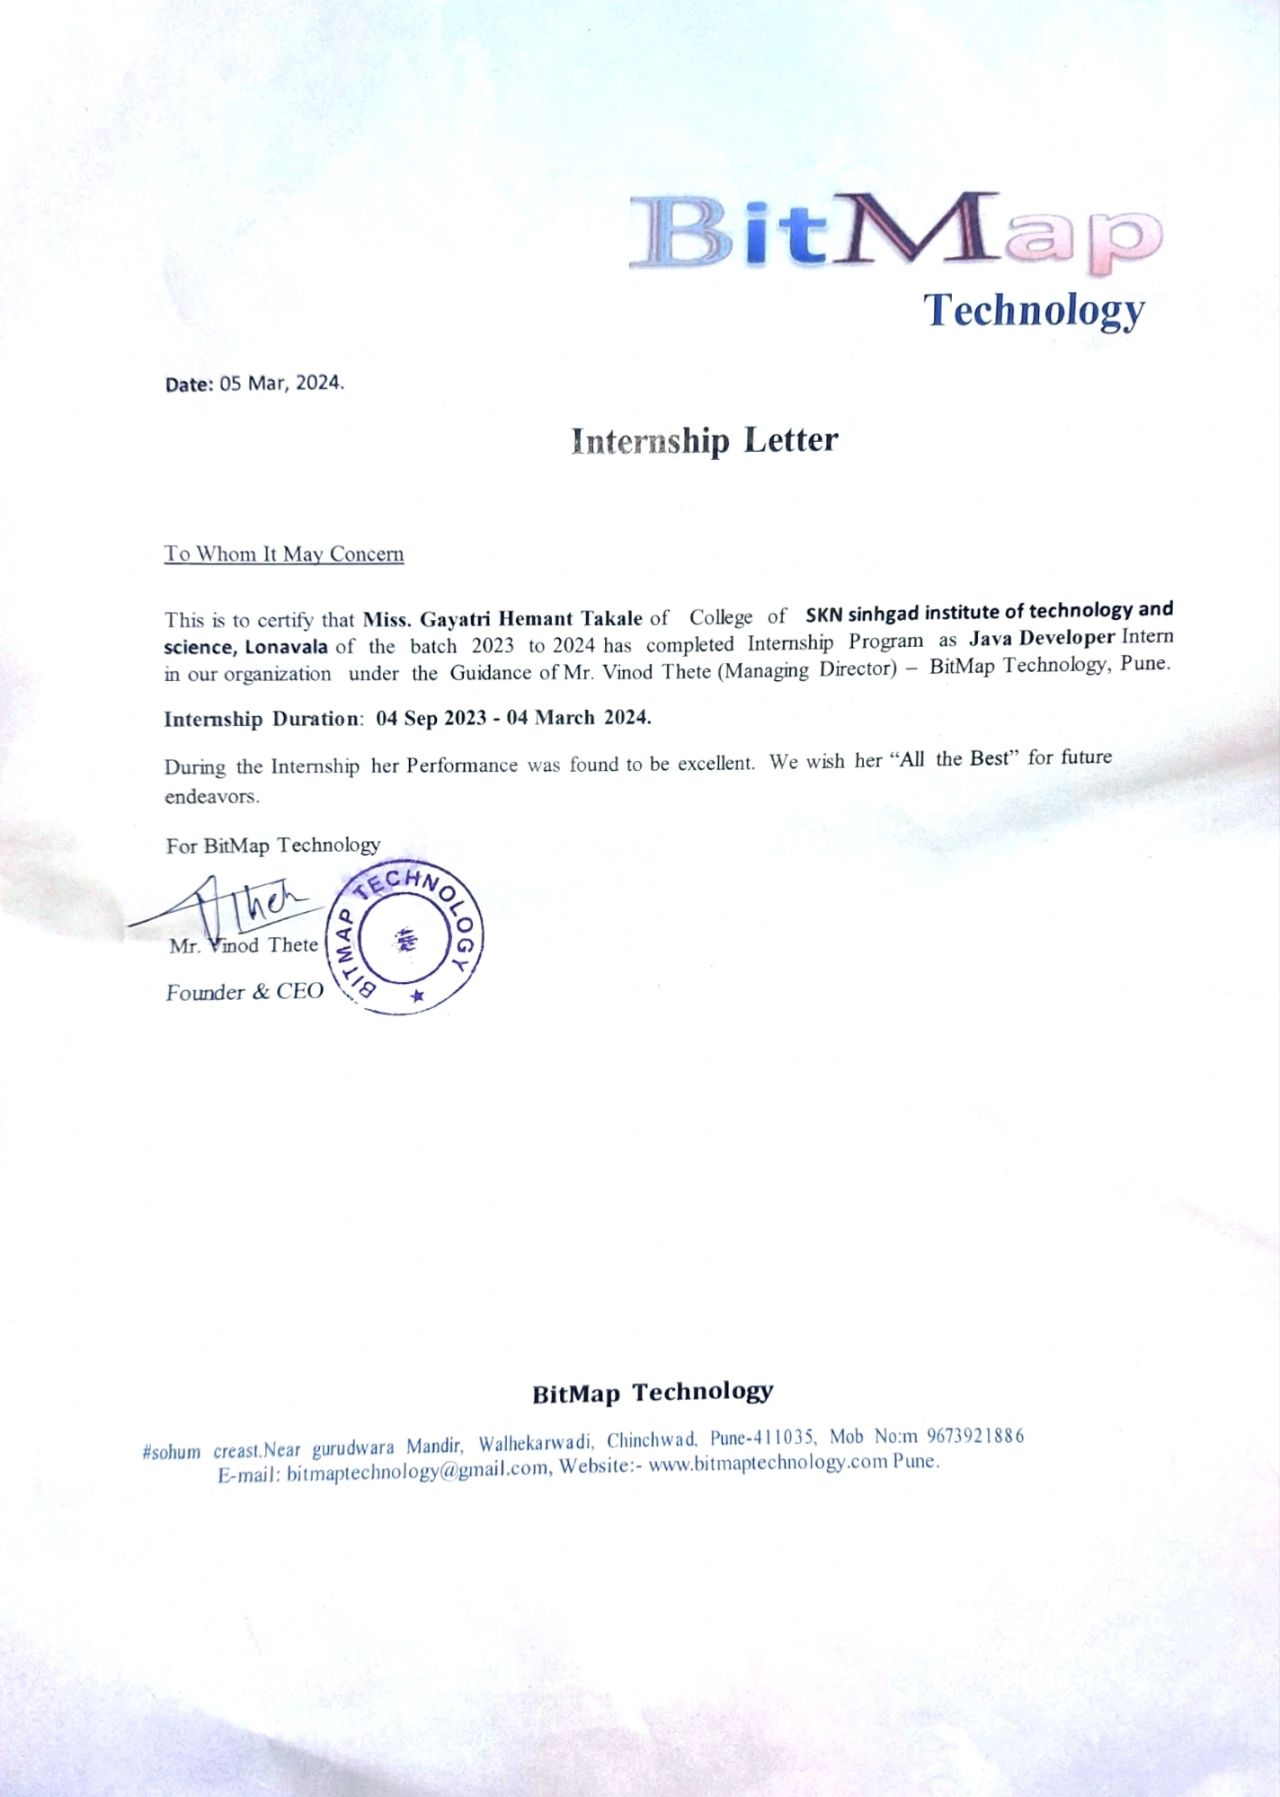 BitMap
Technology
Date: 05 Mar, 2024.
Internship Letter
To Whom It May Concern
This is to certify that Miss. Gayatri Hemant Takale of College of SKN sinhgad institute of technology and
science, Lonavala of the batch 2023 to 2024 has completed Internship Program as Java Developer Intern
in our organization under the Guidance of Mr. Vinod Thete (Managing Director) – BitMap Technology, Pune.
Internship Duration: 04 Sep 2023 - 04 March 2024.
During the Internship her Performance was found to be excellent. We wish her “All the Best” for future
endeavors.
For BitMap Technology
BITMAP TECHNOLOGY
Mr. Vinod Thete
Founder & CEO
BitMap Technology
#sohum creast.Near gurudwara Mandir, Walhekarwadi, Chinchwad, Pune-411035, Mob No:m 9673921886
E-mail: bitmaptechnology@gmail.com, Website:- www.bitmaptechnology.com Pune.